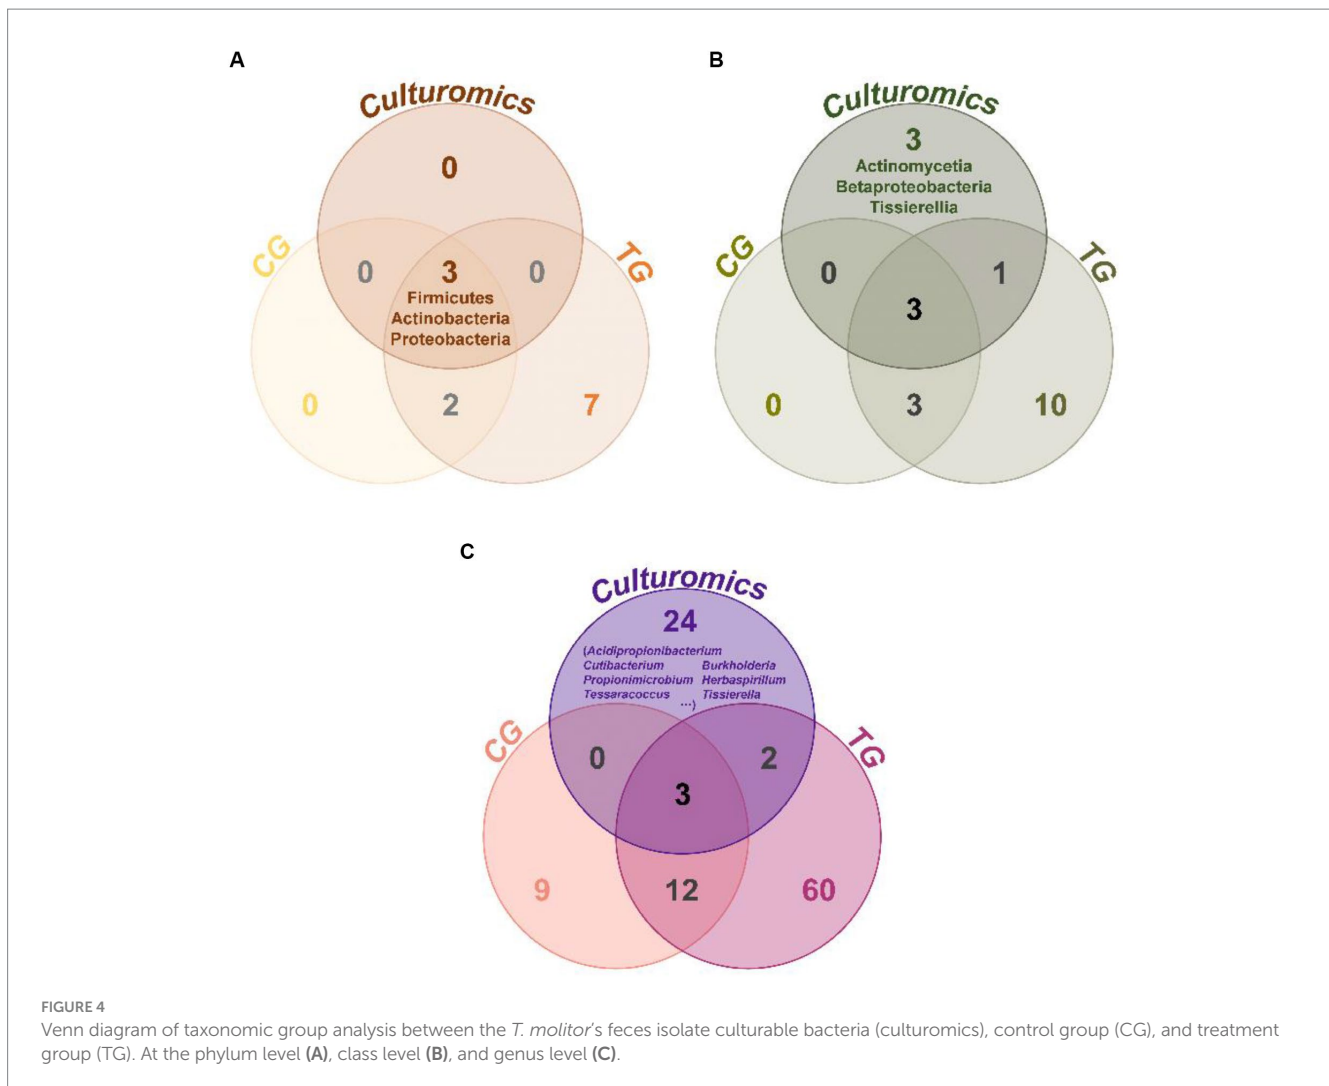 A
Culturomics
0
CG
TG
0
3
0
Firmicutes
Actinobacteria
Proteobacteria
0
2
7
B
Culturomics
3
Actinomycetia
Betaproteobacteria
Tissierellia
CG
TG
0
1
3
0
3
10
C
Culturomics
24
(Acidipropionibacterium
Cutibacterium Burkholderia
Propionimicrobium Herbaspirillum
Tessaracoccus Tissierella
...)
CG
TG
0
2
3
9
12
60
FIGURE 4
Venn diagram of taxonomic group analysis between the T. molitor's feces isolate culturable bacteria (culturomics), control group (CG), and treatment
group (TG). At the phylum level (A), class level (B), and genus level (C).